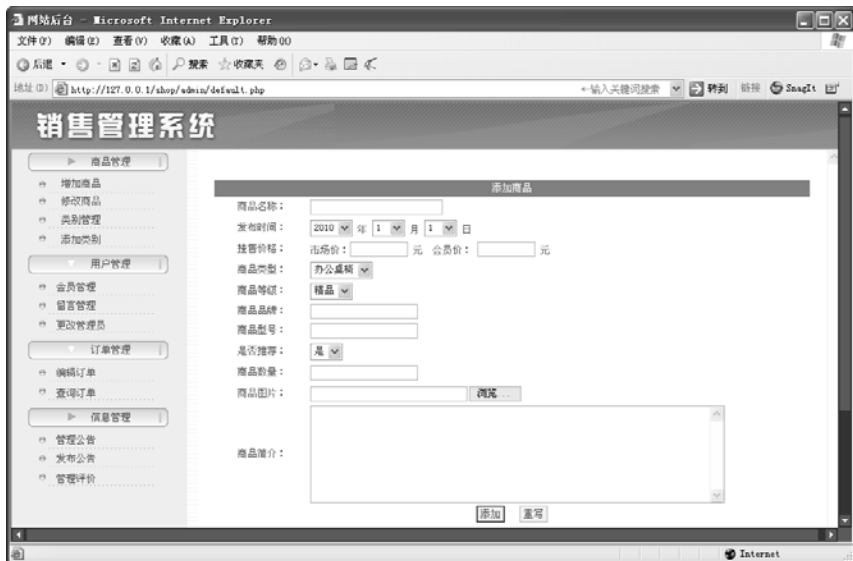 网站后台 - Microsoft Internet Explorer
文件(F) 编辑(E) 查看(V) 收藏(A) 工具(T) 帮助(H)
后退 搜索 收藏夹
地址(D) http://127.0.0.1/shop/admin/default.php 输入关键词搜索 转到 链接 SnagIt
销售管理系统
商品管理
增加商品
修改商品
类别管理
添加类别
用户管理
会员管理
留言管理
更改管理员
订单管理
编辑订单
查询订单
信息管理
管理公告
发布公告
管理评价
添加商品
商品名称：
发布时间： 2010 年 1 月 1 日
挂售价格： 市场价： 元 会员价： 元
商品类型： 办公桌椅
商品等级： 精品
商品品牌：
商品型号：
是否推荐： 是
商品数量：
商品图片： 浏览...
商品简介：
添加 重写
Internet